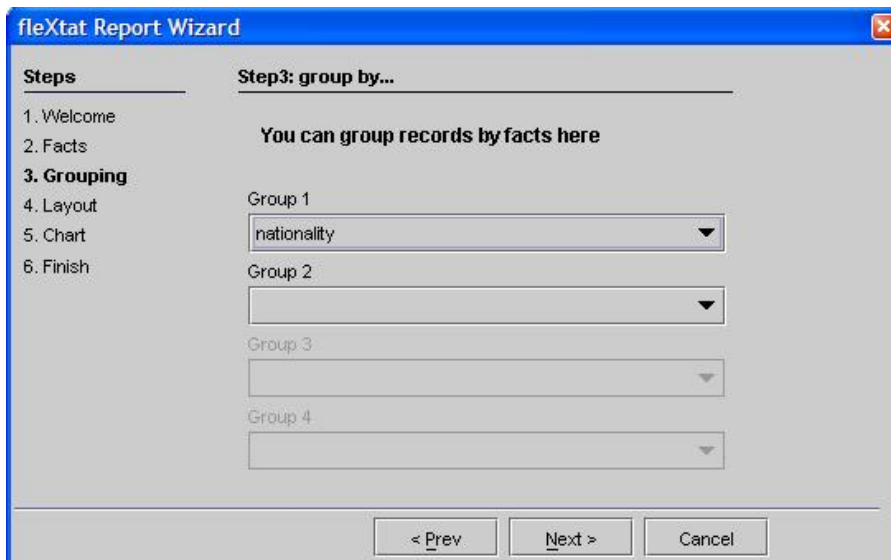 fleXtat Report Wizard
Steps
1. Welcome
2. Facts
3. Grouping
4. Layout
5. Chart
6. Finish
Step3: group by...
You can group records by facts here
Group 1
nationality
Group 2
Group 3
Group 4
< Prev
Next >
Cancel